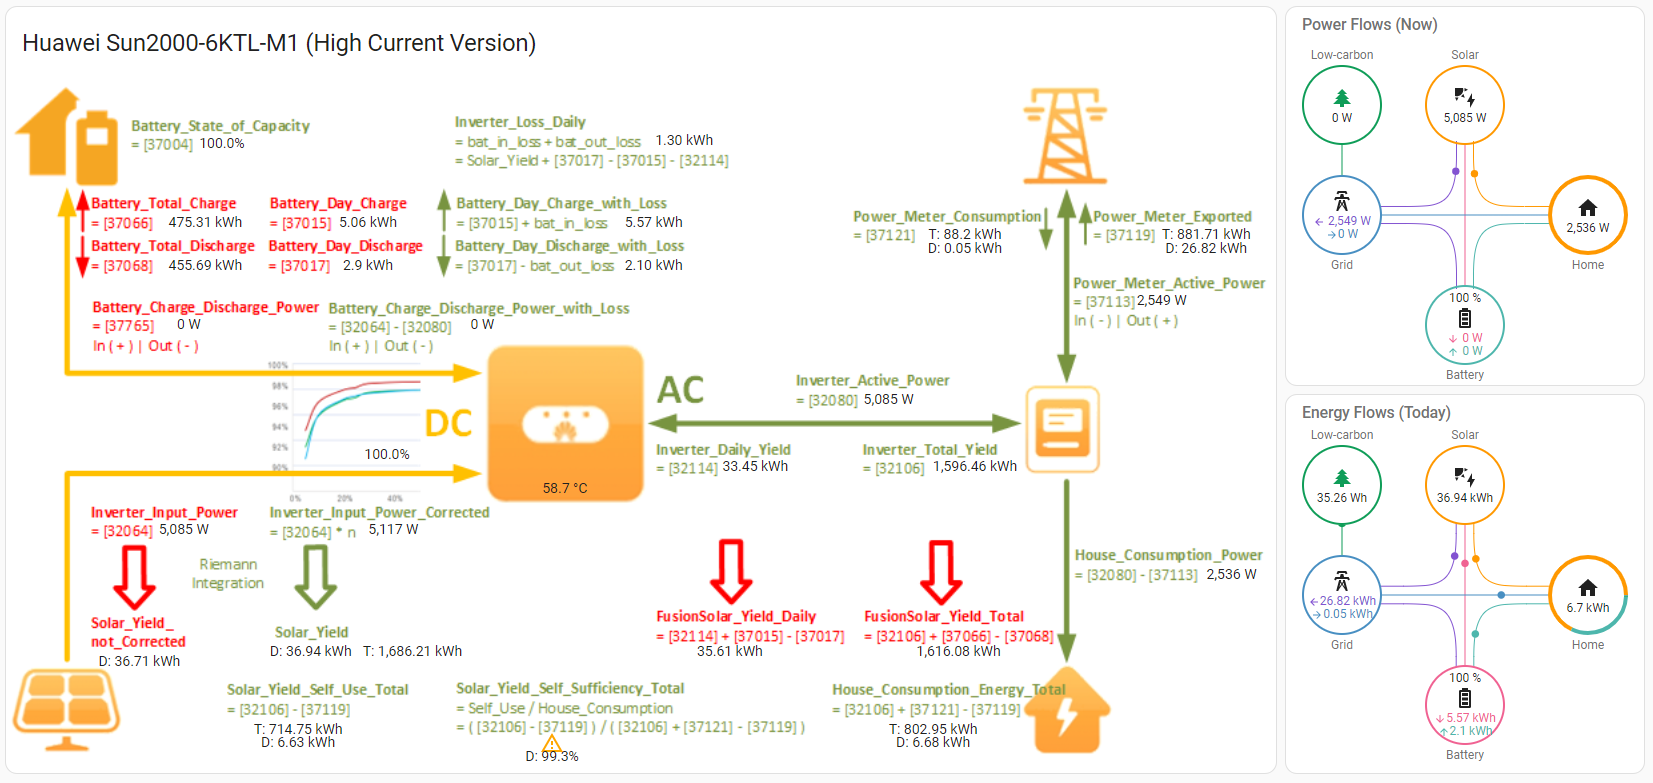 Huawei Sun2000-6KTL-M1 (High Current Version)
Battery_State_of_Capacity
= [37004] 100.0%
Inverter_Loss_Daily
= bat_in_loss + bat_out_loss 1.30 kWh
= Solar_Yield + [37017] - [37015] - [32114]
Battery_Total_Charge
= [37066] 475.31 kWh
Battery_Day_Charge
= [37015] 5.06 kWh
Battery_Day_Charge_with_Loss
= [37015] + bat_in_loss 5.57 kWh
Battery_Total_Discharge
= [37068] 455.69 kWh
Battery_Day_Discharge
= [37017] 2.9 kWh
Battery_Day_Discharge_with_Loss
= [37017] - bat_out_loss 2.10 kWh
Power_Meter_Consumption
= [37121] T: 88.2 kWh
D: 0.05 kWh
Power_Meter_Exported
= [37119] T: 881.71 kWh
D: 26.82 kWh
Battery_Charge_Discharge_Power
= [37765] 0 W
In ( + ) | Out ( - )
Battery_Charge_Discharge_Power_with_Loss
= [32064] - [32080] 0 W
In ( + ) | Out ( - )
Power_Meter_Active_Power
= [37113] 2,549 W
In ( - ) | Out ( + )
100%
98%
96%
94%
92%
90%
0% 20% 40%
100.0%
DC
AC
58.7 °C
Inverter_Active_Power
= [32080] 5,085 W
Inverter_Daily_Yield
= [32114] 33.45 kWh
Inverter_Total_Yield
= [32106] 1,596.46 kWh
Inverter_Input_Power
= [32064] 5,085 W
Inverter_Input_Power_Corrected
= [32064] * n 5,117 W
Riemann
Integration
House_Consumption_Power
= [32080] - [37113] 2,536 W
Solar_Yield_
not_Corrected
D: 36.71 kWh
Solar_Yield
D: 36.94 kWh T: 1,686.21 kWh
FusionSolar_Yield_Daily
= [32114] + [37015] - [37017]
35.61 kWh
FusionSolar_Yield_Total
= [32106] + [37066] - [37068]
1,616.08 kWh
Solar_Yield_Self_Use_Total
= [32106] - [37119]
T: 714.75 kWh
D: 6.63 kWh
Solar_Yield_Self_Sufficiency_Total
= Self_Use / House_Consumption
= ( [32106] - [37119] ) / ( [32106] + [37121] - [37119] )
D: 99.3%
House_Consumption_Energy_Total
= [32106] + [37121] - [37119]
T: 802.95 kWh
D: 6.68 kWh
Power Flows (Now)
Low-carbon
Solar
0 W
5,085 W
← 2,549 W
→ 0 W
2,536 W
Grid
Home
100 %
↓ 0 W
↑ 0 W
Battery
Energy Flows (Today)
Low-carbon
Solar
35.26 Wh
36.94 kWh
← 26.82 kWh
→ 0.05 kWh
6.7 kWh
Grid
Home
100 %
↓ 5.57 kWh
↑ 2.1 kWh
Battery